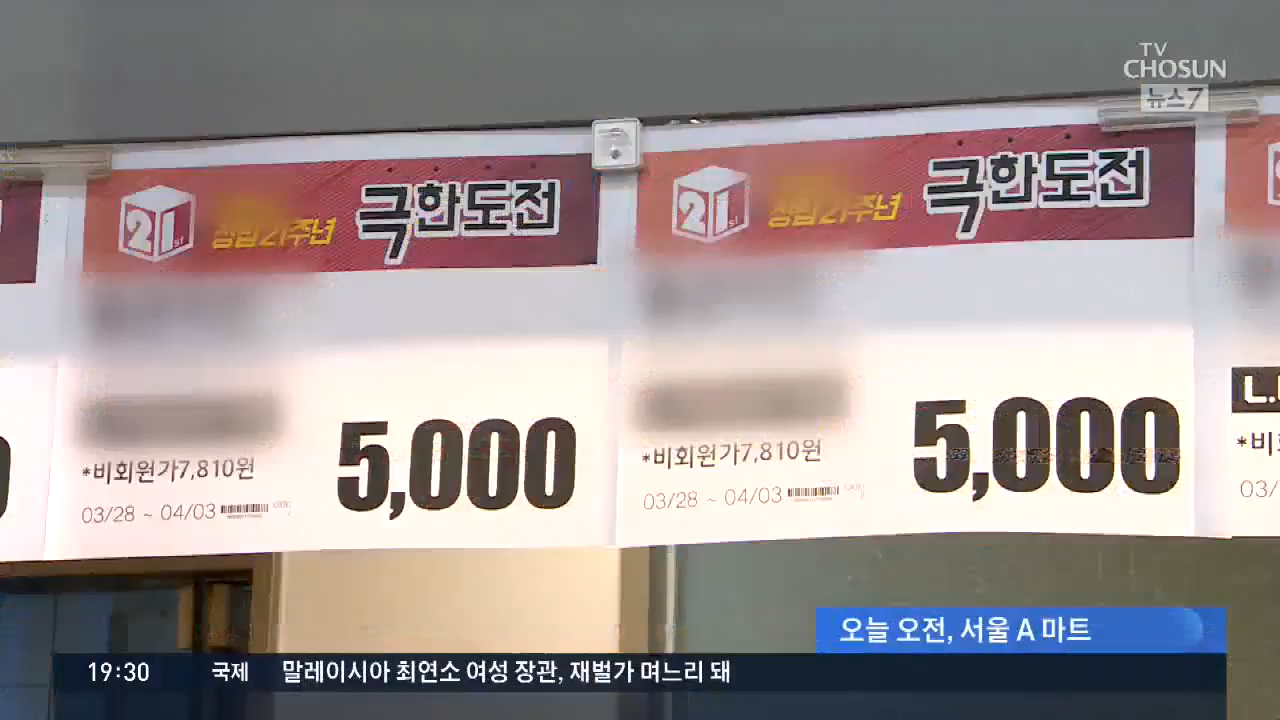 TV
CHOSUN
뉴스7
21st
창립21주년
극한도전
*비회원가7,810원
03/28 ~ 04/03
5,000
21st
창립21주년
극한도전
*비회원가7,810원
03/28 ~ 04/03
5,000
*비회
03/
오늘 오전, 서울 A 마트
19:30 국제 말레이시아 최연소 여성 장관, 재벌가 며느리 돼